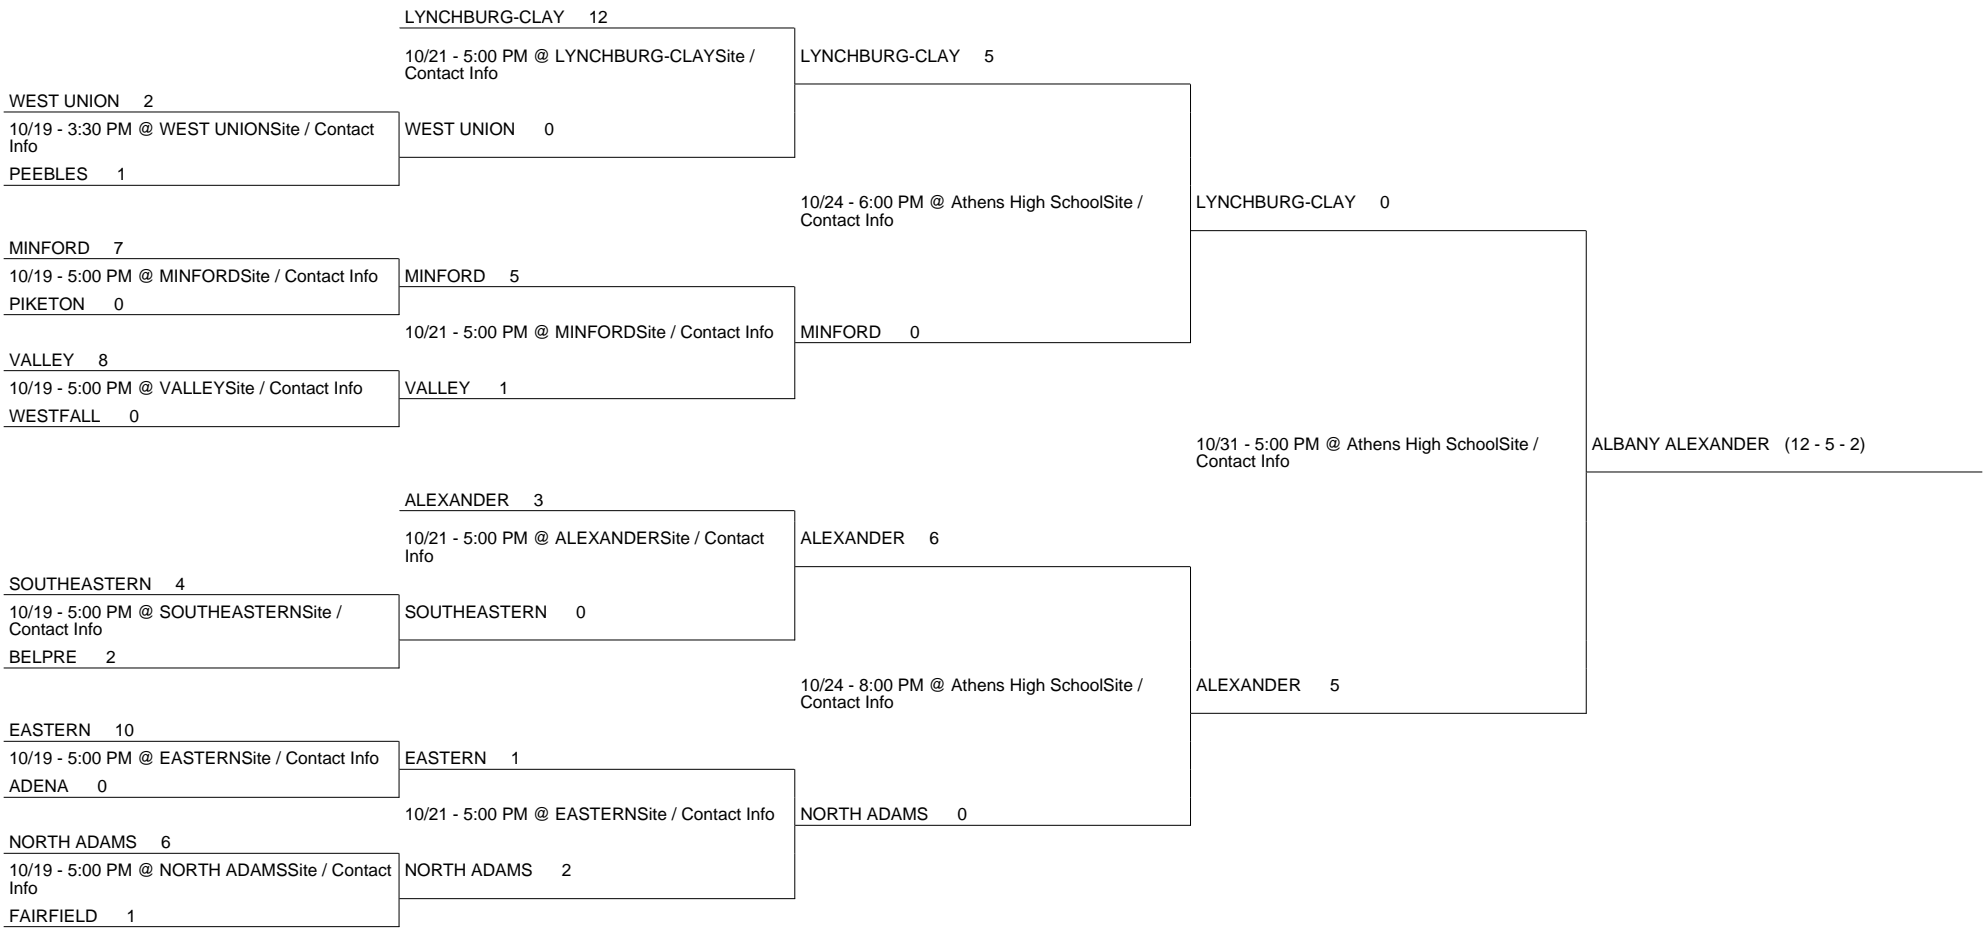 LYNCHBURG-CLAY 12
10/21 - 5:00 PM @ LYNCHBURG-CLAYSite /
Contact Info
LYNCHBURG-CLAY 5
WEST UNION 2
10/19 - 3:30 PM @ WEST UNIONSite / Contact
Info
WEST UNION 0
PEEBLES 1
10/24 - 6:00 PM @ Athens High SchoolSite /
Contact Info
LYNCHBURG-CLAY 0
MINFORD 7
10/19 - 5:00 PM @ MINFORDSite / Contact Info
MINFORD 5
PIKETON 0
10/21 - 5:00 PM @ MINFORDSite / Contact Info
MINFORD 0
VALLEY 8
10/19 - 5:00 PM @ VALLEYSite / Contact Info
VALLEY 1
WESTFALL 0
10/31 - 5:00 PM @ Athens High SchoolSite /
Contact Info
ALBANY ALEXANDER (12 - 5 - 2)
ALEXANDER 3
10/21 - 5:00 PM @ ALEXANDERSite / Contact
Info
ALEXANDER 6
SOUTHEASTERN 4
10/19 - 5:00 PM @ SOUTHEASTERNSite /
Contact Info
SOUTHEASTERN 0
BELPRE 2
10/24 - 8:00 PM @ Athens High SchoolSite /
Contact Info
ALEXANDER 5
EASTERN 10
10/19 - 5:00 PM @ EASTERNSite / Contact Info
EASTERN 1
ADENA 0
10/21 - 5:00 PM @ EASTERNSite / Contact Info
NORTH ADAMS 0
NORTH ADAMS 6
10/19 - 5:00 PM @ NORTH ADAMSSite / Contact
Info
NORTH ADAMS 2
FAIRFIELD 1